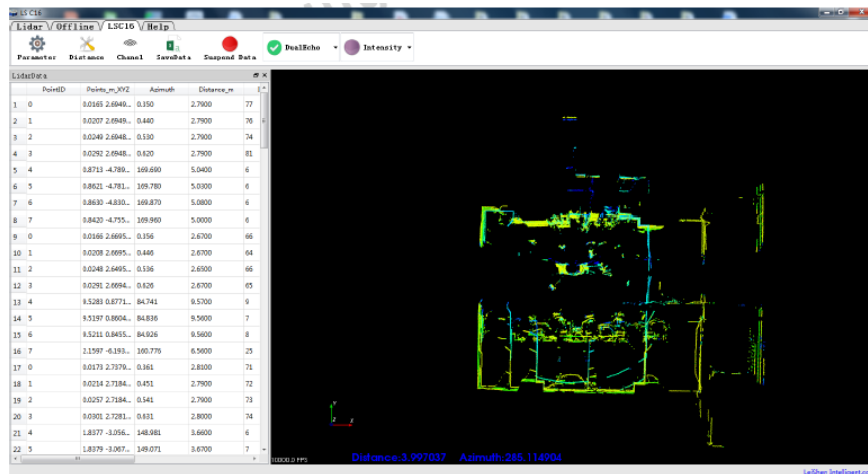 LS C16
Lidar Offline LSC16 Help
Parameter Distance Chanel SaveData Suspend Data DualEcho Intensity
LidarData
PointID Points_m_XYZ Azimuth Distance_m
1 0 0.0165 2.6949... 0.350 2.7900 77
2 1 0.0207 2.6949... 0.440 2.7900 76
3 2 0.0249 2.6948... 0.530 2.7900 74
4 3 0.0292 2.6948... 0.620 2.7900 81
5 4 0.8713 -4.789... 169.690 5.0400 6
6 5 0.8621 -4.781... 169.780 5.0300 6
7 6 0.8630 -4.830... 169.870 5.0800 6
8 7 0.8420 -4.755... 169.960 5.0000 6
9 0 0.0166 2.6695... 0.356 2.6700 66
10 1 0.0208 2.6695... 0.446 2.6700 64
11 2 0.0248 2.6495... 0.536 2.6500 66
12 3 0.0291 2.6694... 0.626 2.6700 65
13 4 9.5283 0.8771... 84.741 9.5700 9
14 5 9.5197 0.8604... 84.836 9.5600 7
15 6 9.5211 0.8455... 84.926 9.5600 8
16 7 2.1597 -6.193... 160.776 6.5600 25
17 0 0.0173 2.7379... 0.361 2.8100 71
18 1 0.0214 2.7184... 0.451 2.7900 72
19 2 0.0257 2.7184... 0.541 2.7900 73
20 3 0.0301 2.7281... 0.631 2.8000 74
21 4 1.8377 -3.056... 148.981 3.6600 6
22 5 1.8379 -3.067... 149.071 3.6700 7
Y
Z X
10000.0 FPS
Distance:3.997037 Azimuth:265.114904
LeiShen Intelligent